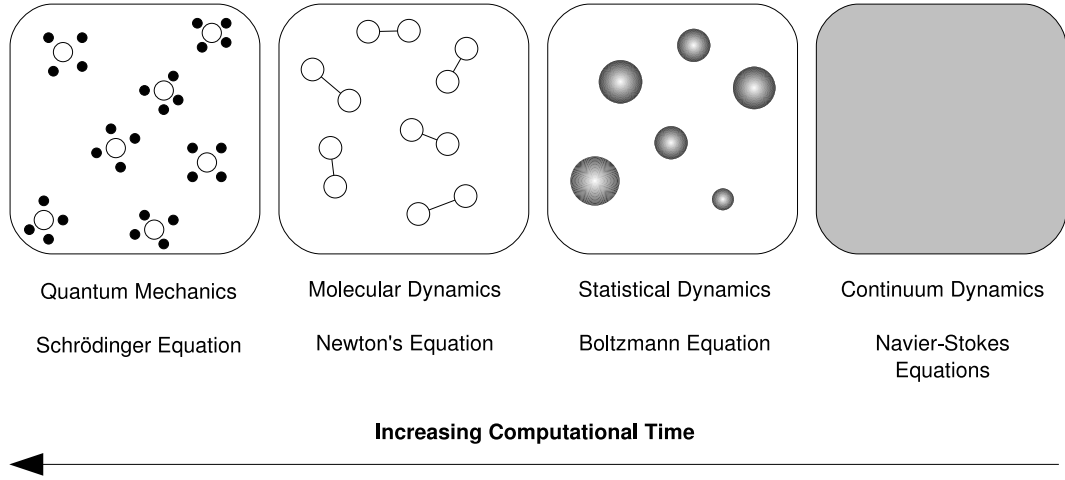 Quantum Mechanics
Schrödinger Equation
Molecular Dynamics
Newton's Equation
Statistical Dynamics
Boltzmann Equation
Continuum Dynamics
Navier-Stokes
Equations
Increasing Computational Time